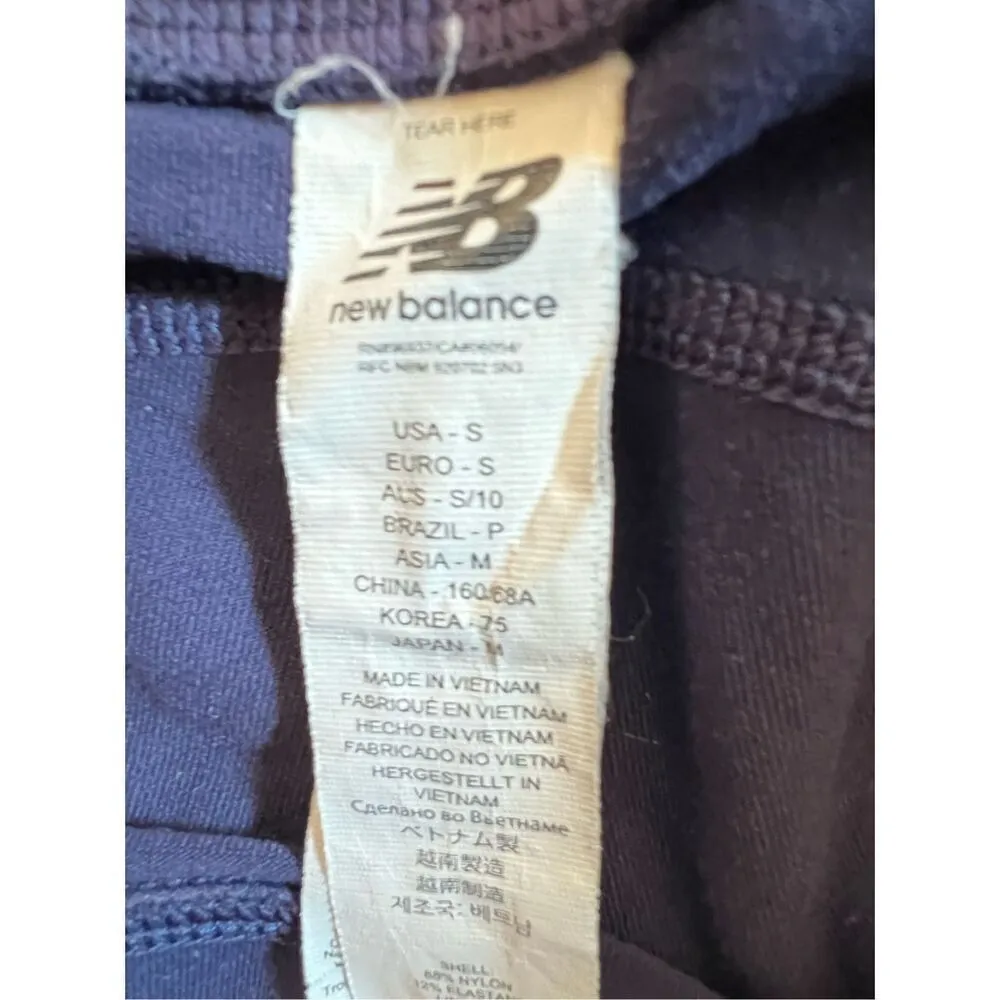 TEAR HERE
NB
new balance
USA - S
EURO - S
AUS - S/10
BRAZIL - P
ASIA - M
CHINA - 160/68A
KOREA - 75
JAPAN - M
MADE IN VIETNAM
FABRIQUÉ EN VIETNAM
HECHO EN VIETNAM
FABRICADO NO VIETNÃ
HERGESTELLT IN
VIETNAM
Сделано во Вьетнаме
ベトナム製
越南製造
越南制造
제조국: 베트남
SHELL
88% NYLON
12% ELASTAN